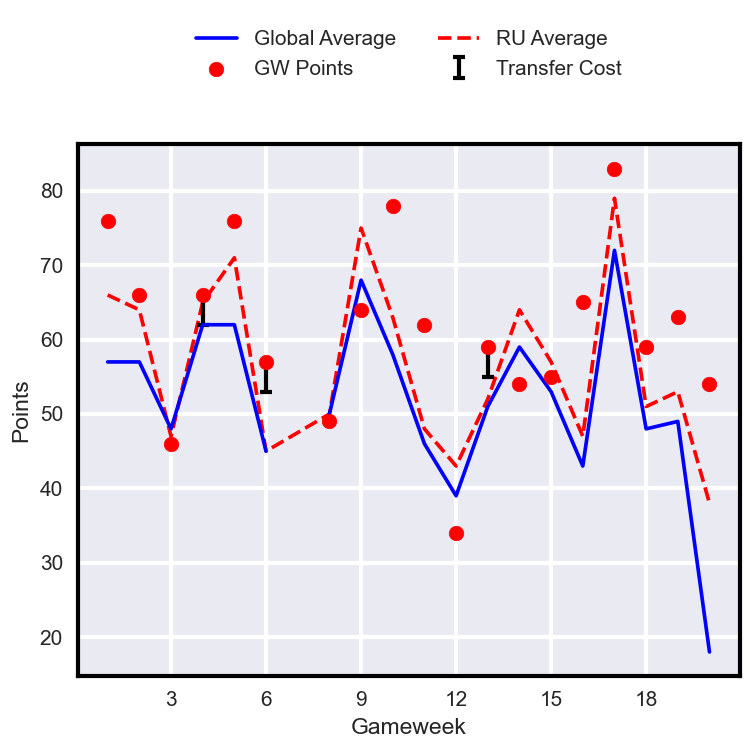 Global Average
RU Average
GW Points
Transfer Cost
80
70
60
50
40
30
20
Points
3
6
9
12
15
18
Gameweek